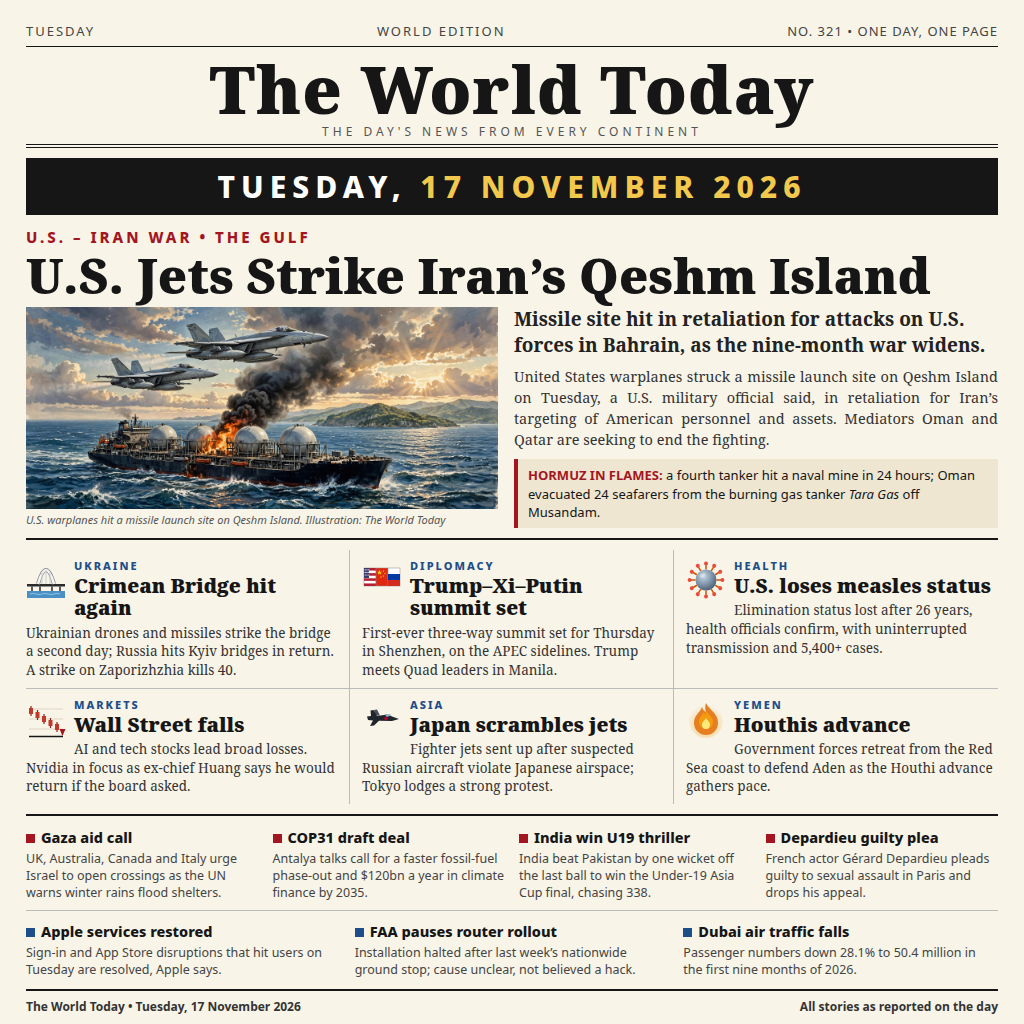 TUESDAY
WORLD EDITION
NO. 321 • ONE DAY, ONE PAGE
The World Today
THE DAY'S NEWS FROM EVERY CONTINENT
TUESDAY, 17 NOVEMBER 2026
U.S. – IRAN WAR • THE GULF
U.S. Jets Strike Iran’s Qeshm Island
U.S. warplanes hit a missile launch site on Qeshm Island. Illustration: The World Today
Missile site hit in retaliation for attacks on U.S.
forces in Bahrain, as the nine-month war widens.
United States warplanes struck a missile launch site on Qeshm Island
on Tuesday, a U.S. military official said, in retaliation for Iran’s
targeting of American personnel and assets. Mediators Oman and
Qatar are seeking to end the fighting.
HORMUZ IN FLAMES: a fourth tanker hit a naval mine in 24 hours; Oman
evacuated 24 seafarers from the burning gas tanker Tara Gas off
Musandam.
UKRAINE
Crimean Bridge hit
again
Ukrainian drones and missiles strike the bridge
a second day; Russia hits Kyiv bridges in return.
A strike on Zaporizhzhia kills 40.
DIPLOMACY
Trump–Xi–Putin
summit set
First-ever three-way summit set for Thursday
in Shenzhen, on the APEC sidelines. Trump
meets Quad leaders in Manila.
HEALTH
U.S. loses measles status
Elimination status lost after 26 years,
health officials confirm, with uninterrupted
transmission and 5,400+ cases.
MARKETS
Wall Street falls
AI and tech stocks lead broad losses.
Nvidia in focus as ex-chief Huang says he would
return if the board asked.
ASIA
Japan scrambles jets
Fighter jets sent up after suspected
Russian aircraft violate Japanese airspace;
Tokyo lodges a strong protest.
YEMEN
Houthis advance
Government forces retreat from the Red
Sea coast to defend Aden as the Houthi advance
gathers pace.
Gaza aid call
UK, Australia, Canada and Italy urge
Israel to open crossings as the UN
warns winter rains flood shelters.
COP31 draft deal
Antalya talks call for a faster fossil-fuel
phase-out and $120bn a year in climate
finance by 2035.
India win U19 thriller
India beat Pakistan by one wicket off
the last ball to win the Under-19 Asia
Cup final, chasing 338.
Depardieu guilty plea
French actor Gérard Depardieu pleads
guilty to sexual assault in Paris and
drops his appeal.
Apple services restored
Sign-in and App Store disruptions that hit users on
Tuesday are resolved, Apple says.
FAA pauses router rollout
Installation halted after last week’s nationwide
ground stop; cause unclear, not believed a hack.
Dubai air traffic falls
Passenger numbers down 28.1% to 50.4 million in
the first nine months of 2026.
The World Today • Tuesday, 17 November 2026
All stories as reported on the day